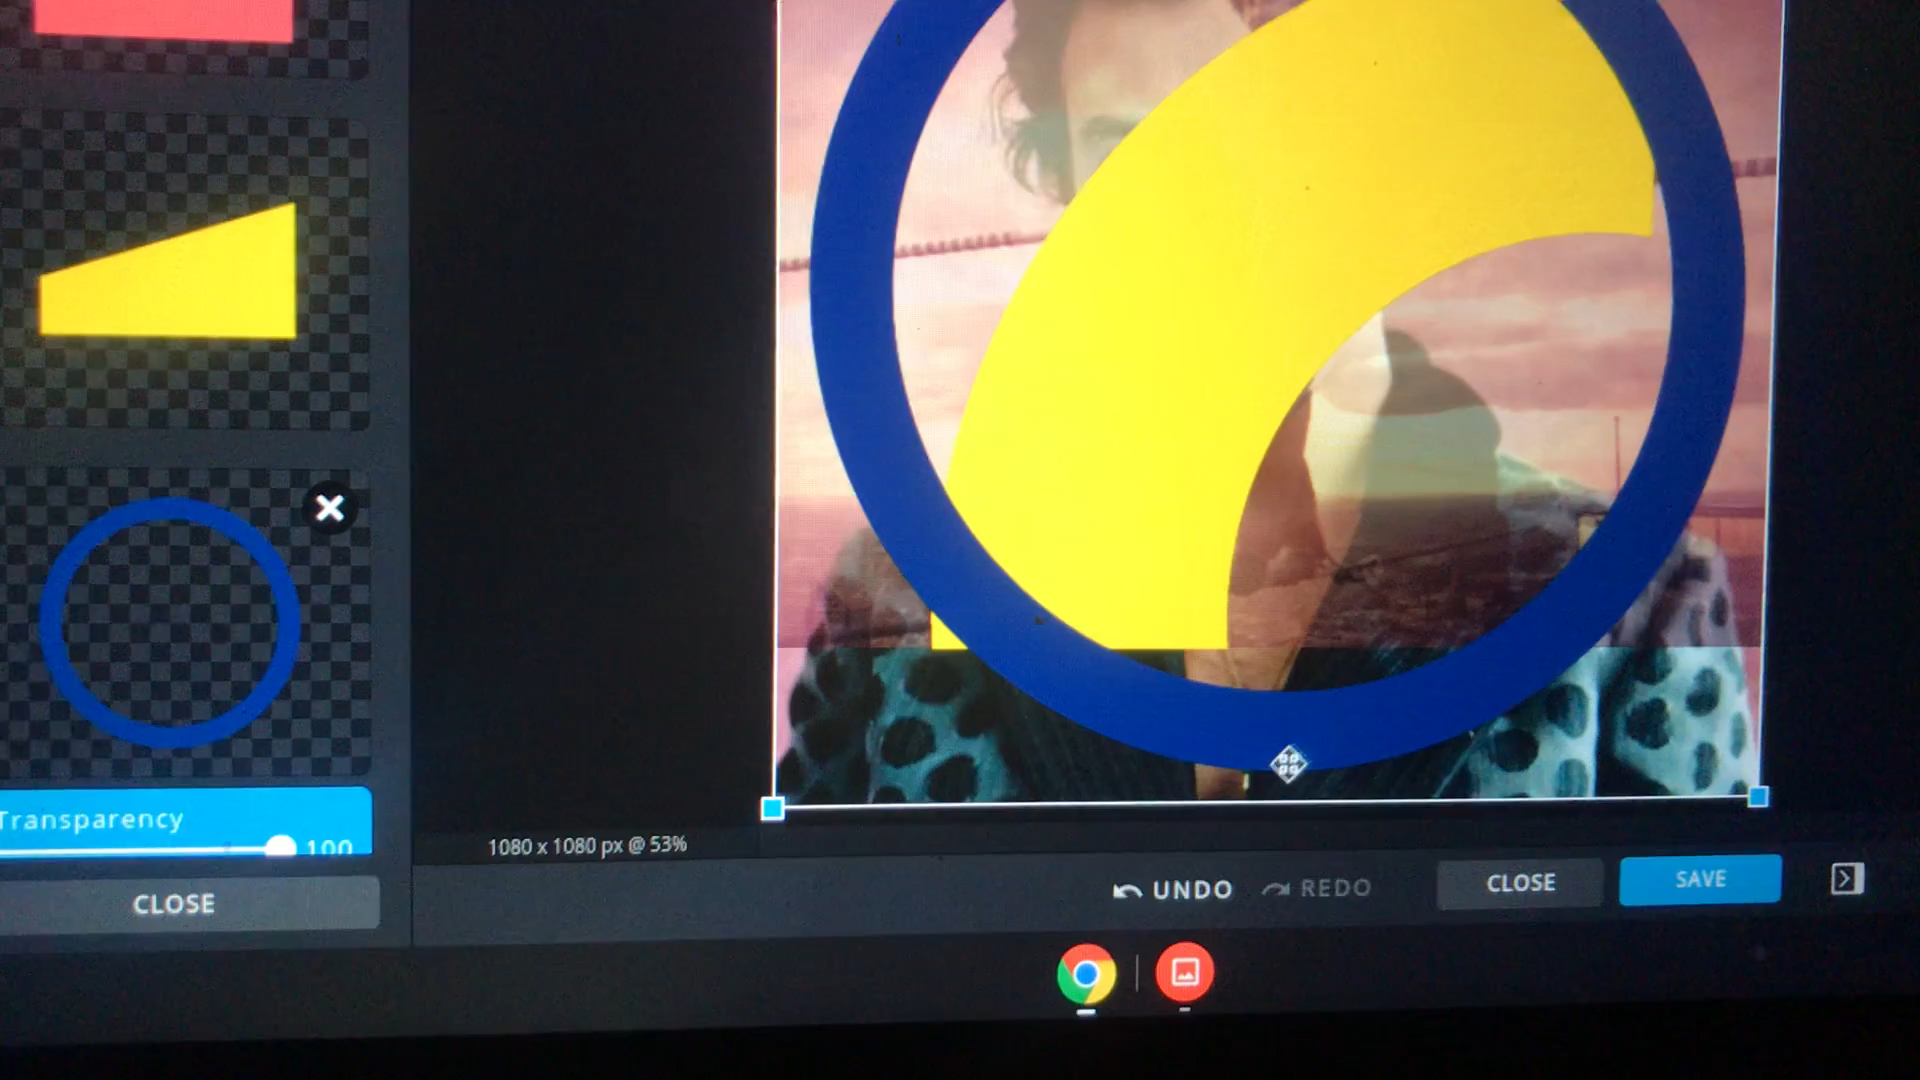 Transparency
100
CLOSE
1080 x 1080 px @ 53%
UNDO
REDO
CLOSE
SAVE